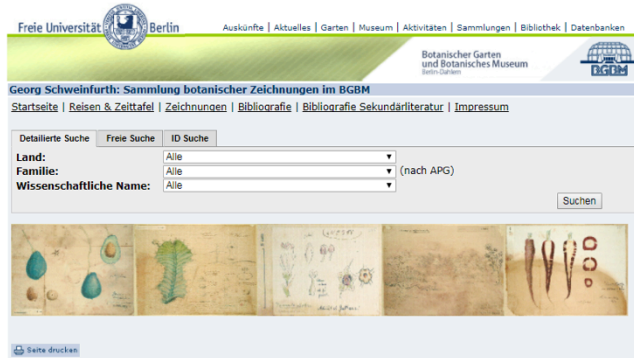 Freie Universität Berlin
Auskünfte | Aktuelles | Garten | Museum | Aktivitäten | Sammlungen | Bibliothek | Datenbanken
Botanischer Garten
und Botanisches Museum
Berlin-Dahlem
BGBM
Georg Schweinfurth: Sammlung botanischer Zeichnungen im BGBM
Startseite | Reisen & Zeittafel | Zeichnungen | Bibliografie | Bibliografie Sekundärliteratur | Impressum
Detailierte Suche Freie Suche ID Suche
Land: Alle
Familie: Alle (nach APG)
Wissenschaftliche Name: Alle
Suchen
Seite drucken